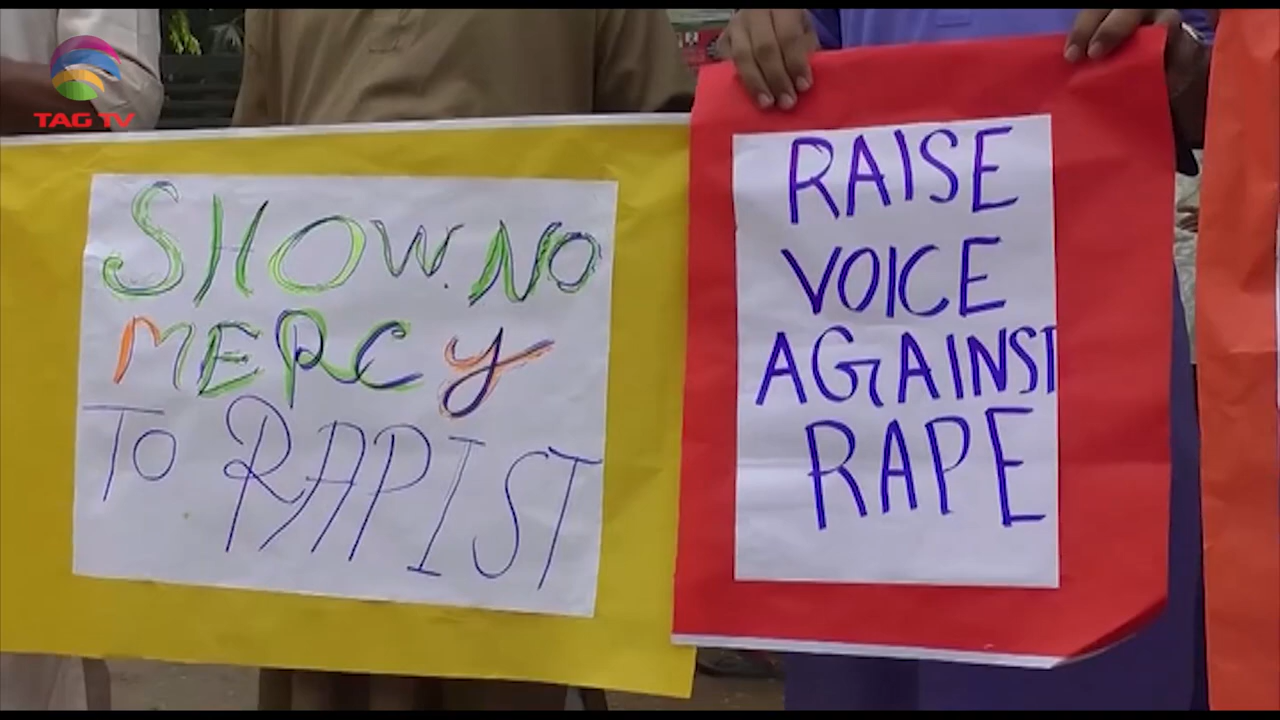 TAG TV
SHOW NO
MERCY
TO RAPIST
RAISE
VOICE
AGAINST
RAPE